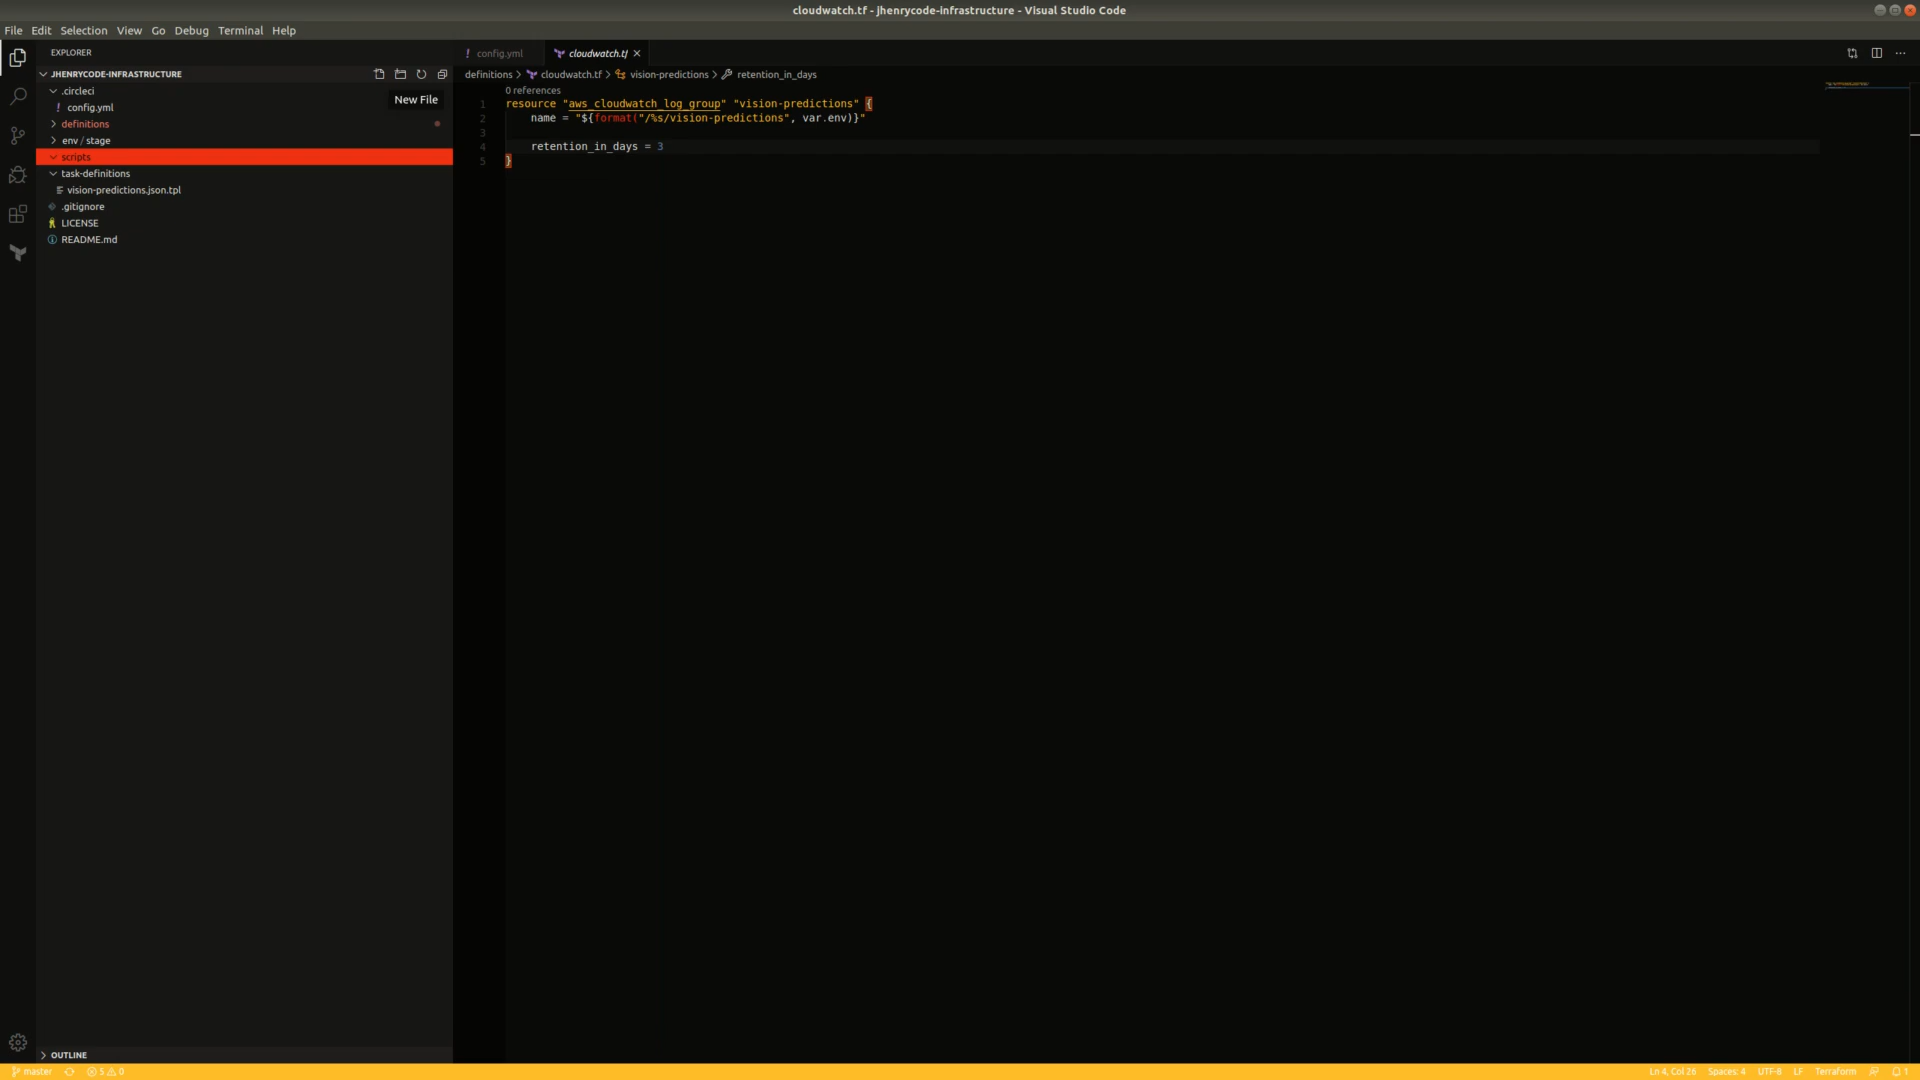 cloudwatch.tf - jhenrycode-infrastructure - Visual Studio Code
File Edit Selection View Go Debug Terminal Help
EXPLORER
JHENRYCODE-INFRASTRUCTURE
New File
.circleci
! config.yml
definitions
env / stage
scripts
task-definitions
vision-predictions.json.tpl
.gitignore
LICENSE
README.md
OUTLINE
! config.yml
cloudwatch.tf
definitions > cloudwatch.tf > vision-predictions > retention_in_days
0 references
1 resource "aws_cloudwatch_log_group" "vision-predictions" {
2 name = "${format("/%s/vision-predictions", var.env)}"
3
4 retention_in_days = 3
5 }
master 5 0 Ln 4, Col 26 Spaces: 4 UTF-8 LF Terraform 1